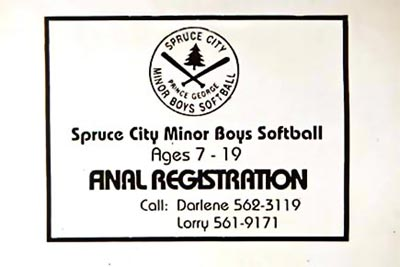 SPRUCE CITY
PRINCE GEORGE
MINOR BOYS SOFTBALL
Spruce City Minor Boys Softball
Ages 7 - 19
ANAL REGISTRATION
Call: Darlene 562-3119
Lorry 561-9171